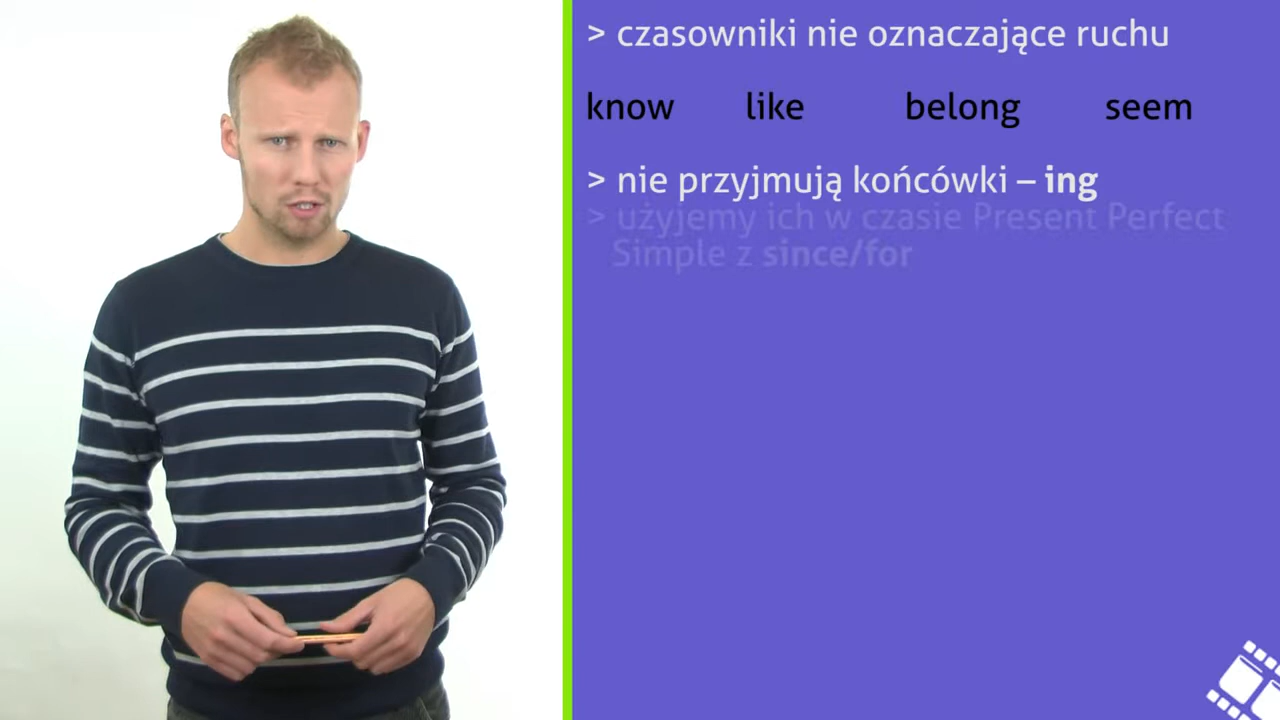 > czasowniki nie oznaczające ruchu
know like belong seem
> nie przyjmują końcówki – ing
> użyjemy ich w czasie Present Perfect
Simple z since/for